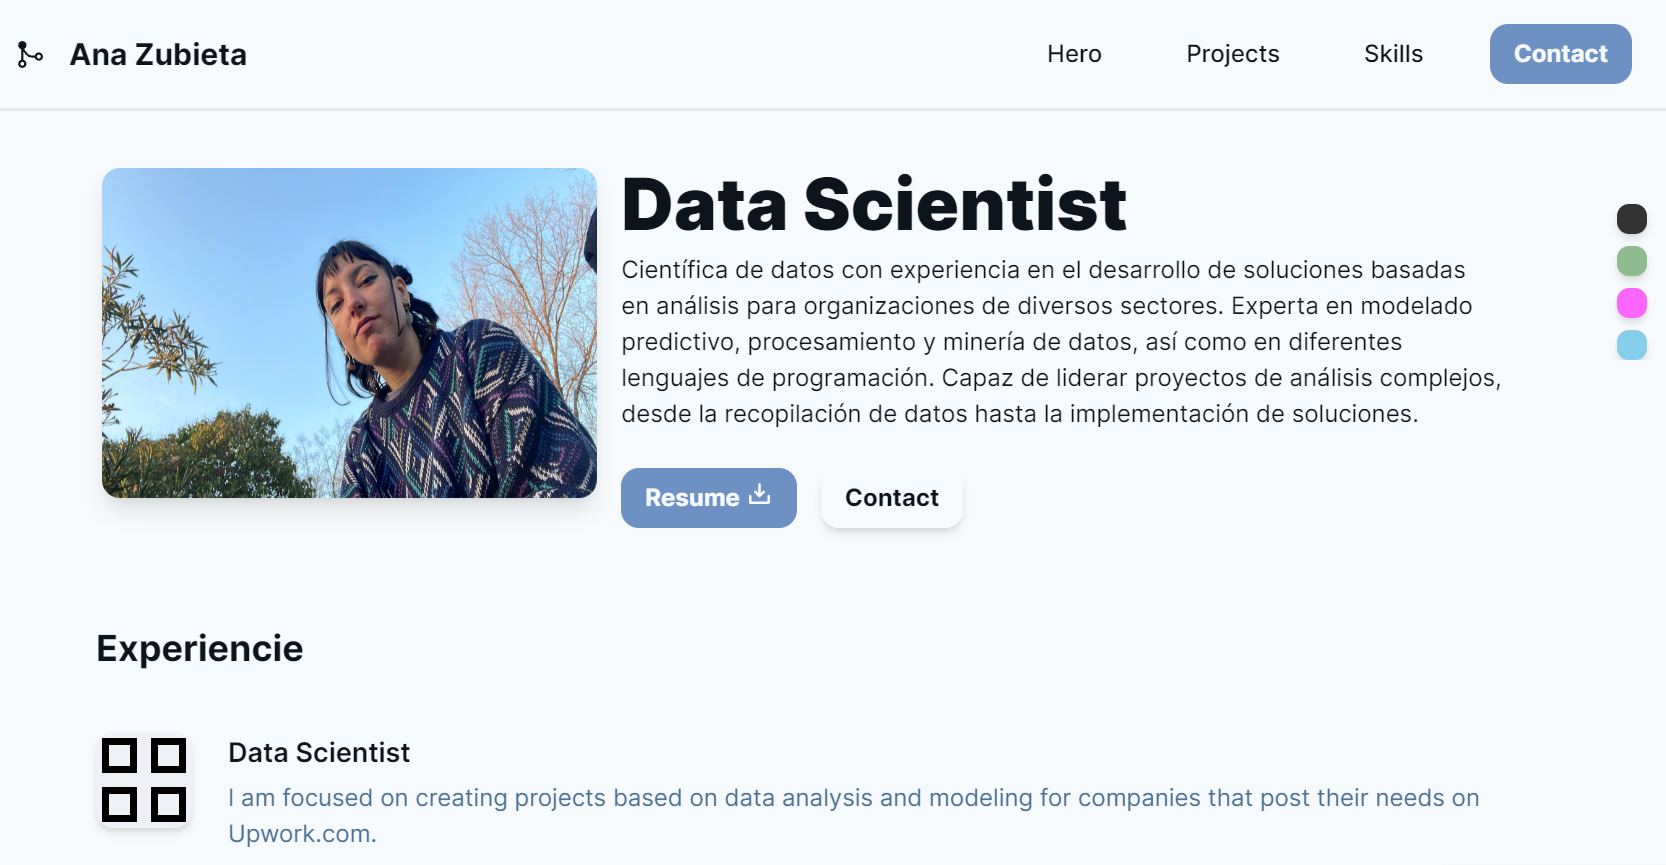 Ana Zubieta
Hero
Projects
Skills
Contact
Data Scientist
Científica de datos con experiencia en el desarrollo de soluciones basadas
en análisis para organizaciones de diversos sectores. Experta en modelado
predictivo, procesamiento y minería de datos, así como en diferentes
lenguajes de programación. Capaz de liderar proyectos de análisis complejos,
desde la recopilación de datos hasta la implementación de soluciones.
Resume
Contact
Experiencie
Data Scientist
I am focused on creating projects based on data analysis and modeling for companies that post their needs on
Upwork.com.